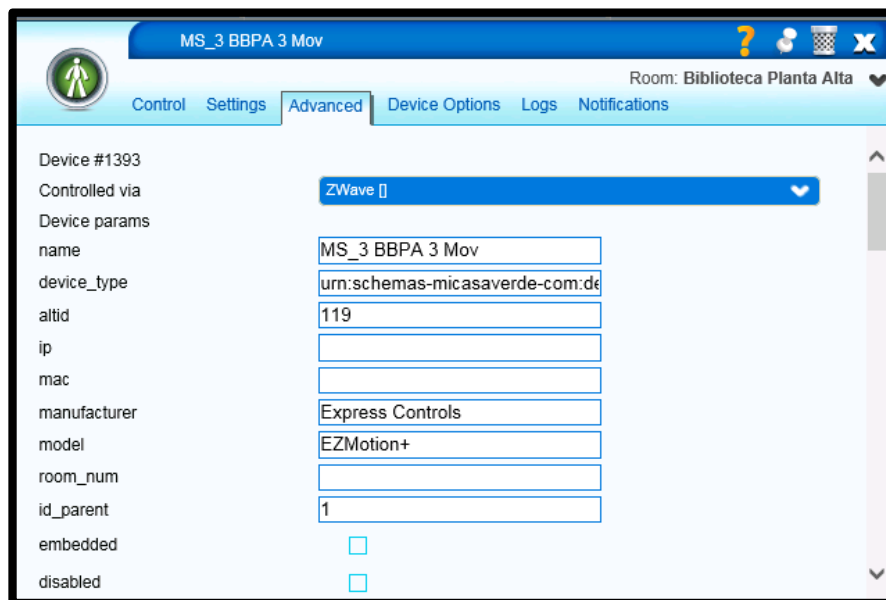 MS_3 BBPA 3 Mov
Room: Biblioteca Planta Alta
Control Settings Advanced Device Options Logs Notifications
Device #1393
Controlled via ZWave []
Device params
name MS_3 BBPA 3 Mov
device_type urn:schemas-micasaverde-com:de
altid 119
ip
mac
manufacturer Express Controls
model EZMotion+
room_num
id_parent 1
embedded
disabled